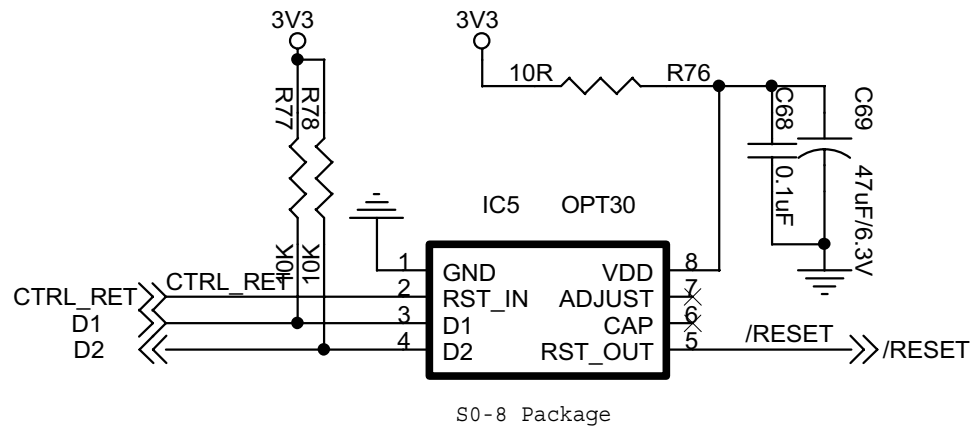 3V3
3V3
10R
R76
R77
R78
C68
C69
0.1uF
47uF/6.3V
IC5 OPT30
10K
10K
1
GND
VDD
8
CTRL_RET
CTRL_RET
2
RST_IN
ADJUST
7
D1
3
D1
CAP
6
D2
4
D2
RST_OUT
5
/RESET
/RESET
S0-8 Package